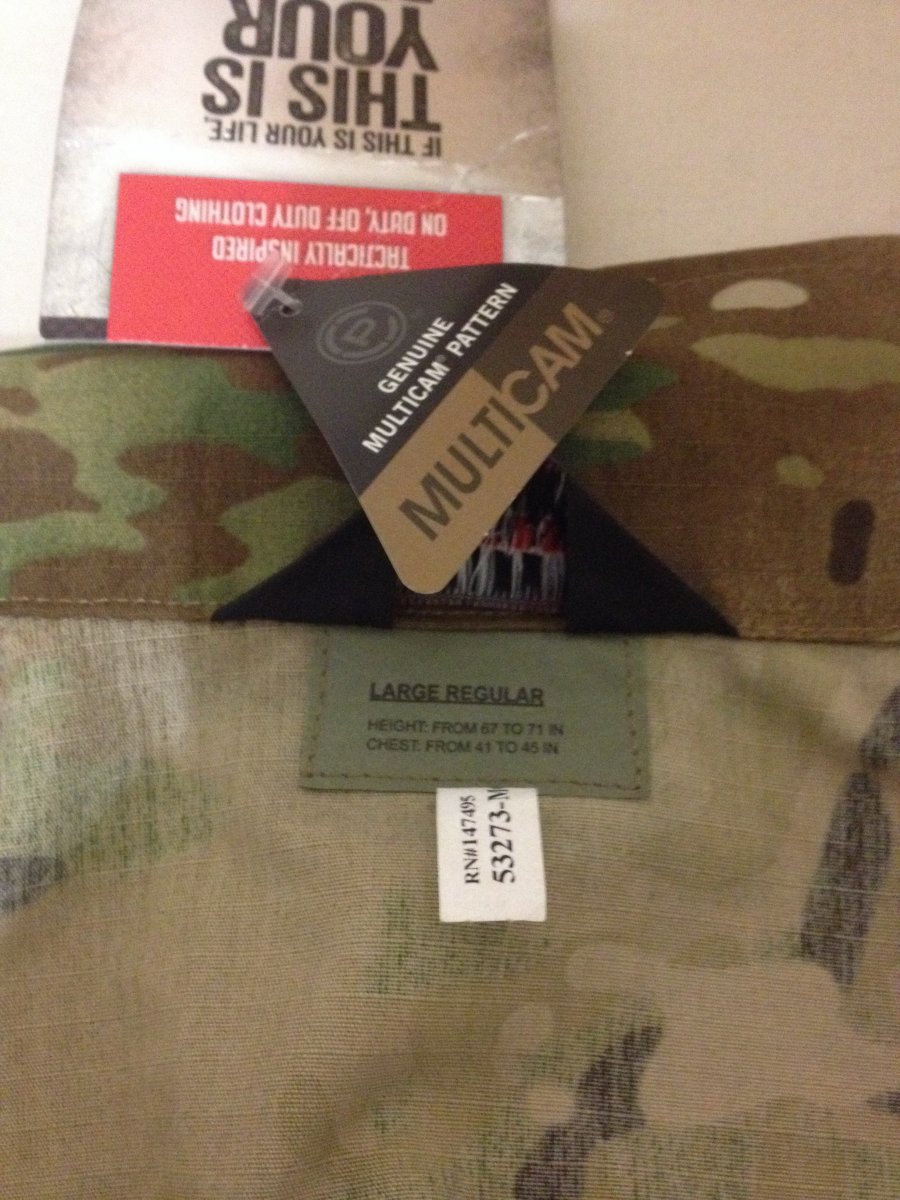 IF THIS IS YOUR LIFE,
THIS IS
YOUR
TACTICALLY INSPIRED
ON DUTY, OFF DUTY CLOTHING
GENUINE
MULTICAM® PATTERN
MULTICAM®
LARGE REGULAR
HEIGHT: FROM 67 TO 71 IN
CHEST: FROM 41 TO 45 IN
RN#147495
53273-M